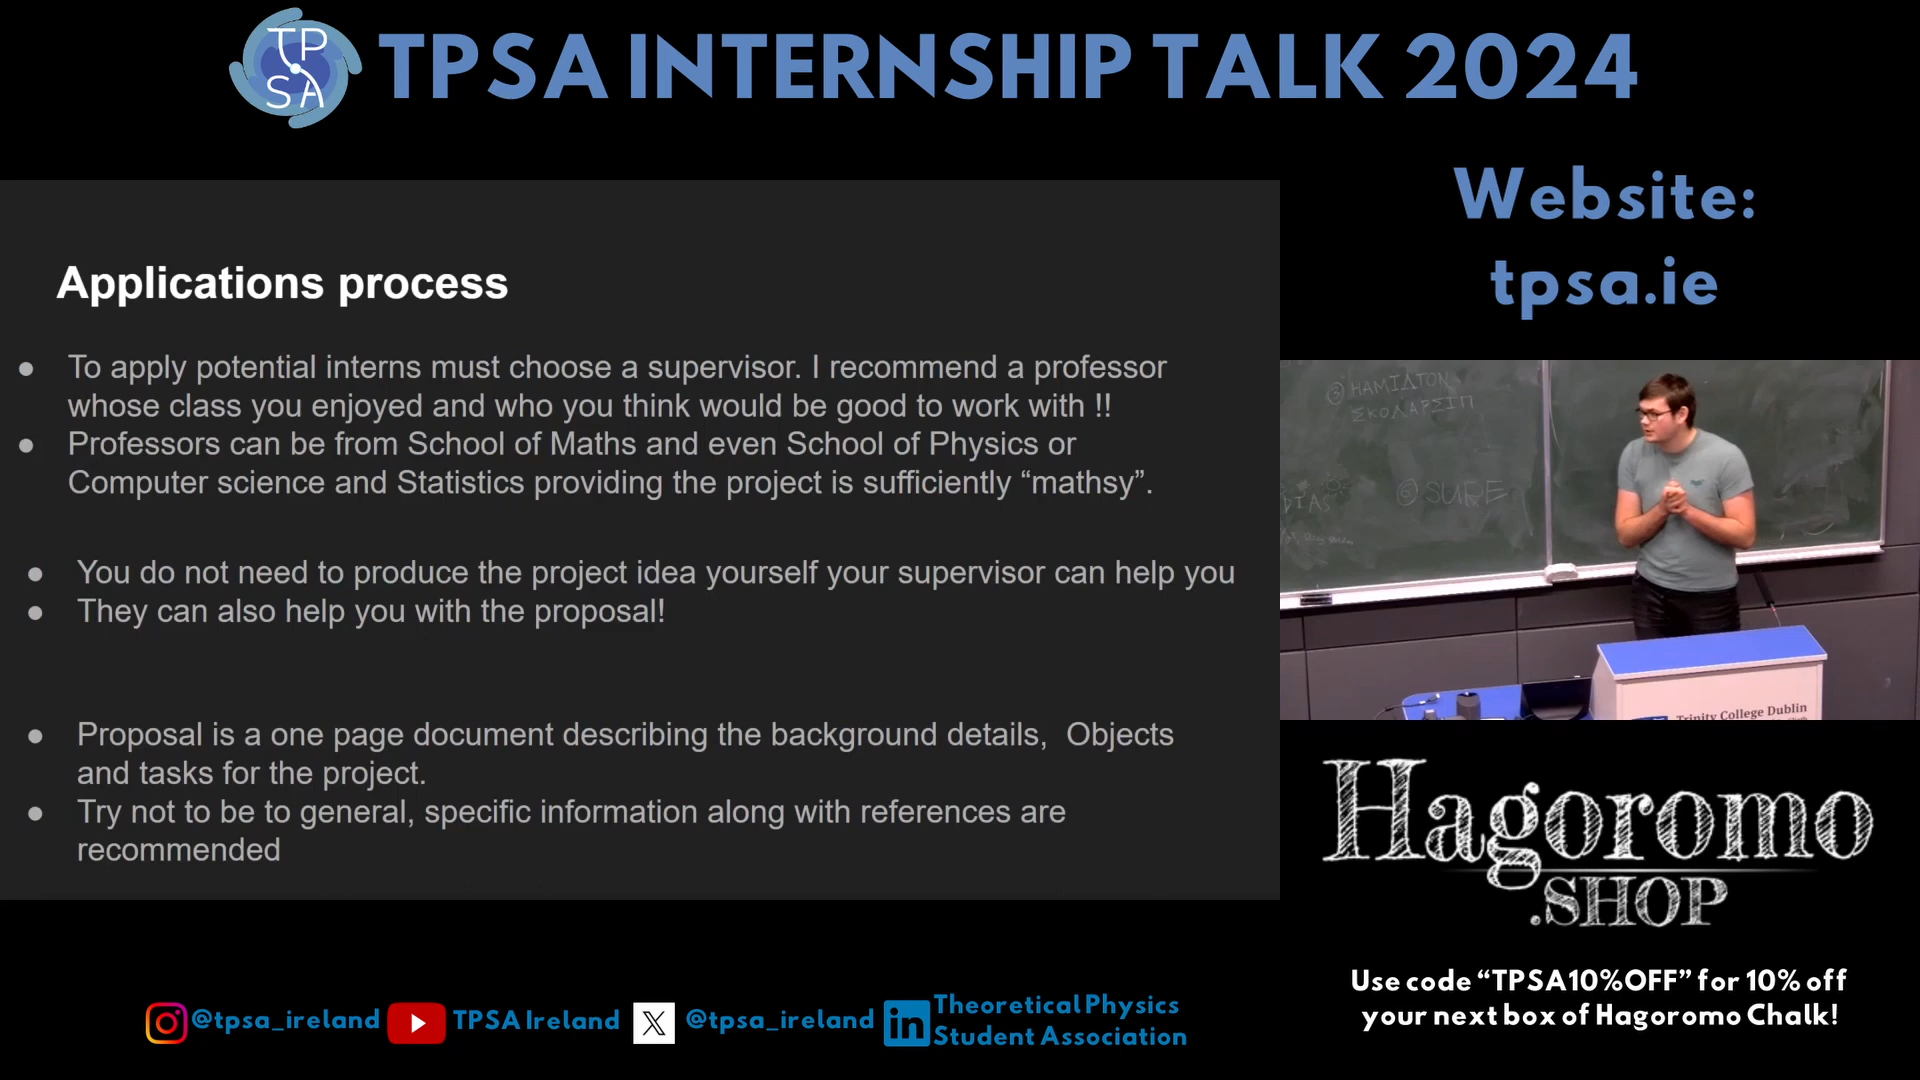 TP
SA
TPSA INTERNSHIP TALK 2024
Website:
tpsa.ie
Applications process
● To apply potential interns must choose a supervisor. I recommend a professor
whose class you enjoyed and who you think would be good to work with !!
● Professors can be from School of Maths and even School of Physics or
Computer science and Statistics providing the project is sufficiently “mathsy”.
● You do not need to produce the project idea yourself your supervisor can help you
● They can also help you with the proposal!
● Proposal is a one page document describing the background details,  Objects
and tasks for the project.
● Try not to be to general, specific information along with references are
recommended
③ HAMIΔTON
ΣΚΟΛΑΡΣΙΠ
DIAS
⑥ SURE
Trinity College Dublin
Hagoromo
.SHOP
Use code “TPSA10%OFF” for 10% off
your next box of Hagoromo Chalk!
@tpsa_ireland
TPSA Ireland
X @tpsa_ireland
in Theoretical Physics
Student Association